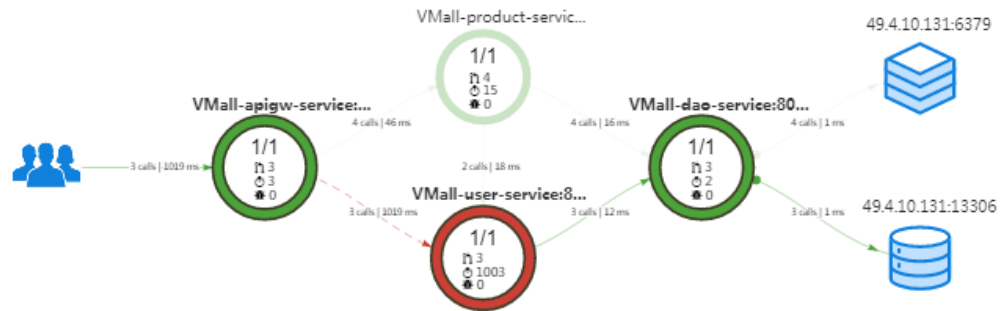 VMall-product-servic...
1/1
4
15
0
49.4.10.131:6379
VMall-apigw-service:...
VMall-dao-service:80...
4 calls | 46 ms
4 calls | 16 ms
4 calls | 1 ms
1/1
3
3
0
3 calls | 1019 ms
2 calls | 18 ms
1/1
3
2
0
VMall-user-service:8...
3 calls | 1019 ms
3 calls | 12 ms
3 calls | 1 ms
49.4.10.131:13306
1/1
3
1003
0